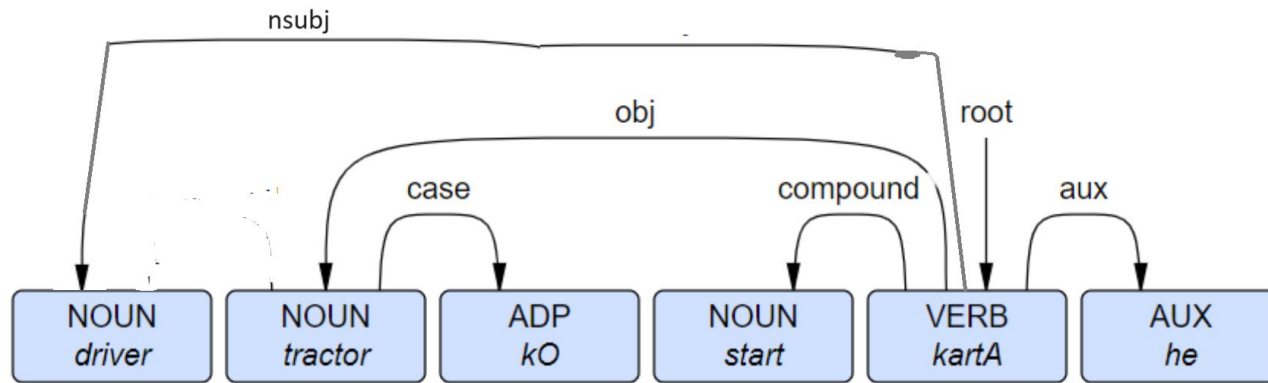 nsubj
obj root
case compound aux
NOUN NOUN ADP NOUN VERB AUX
driver tractor kO start kartA he